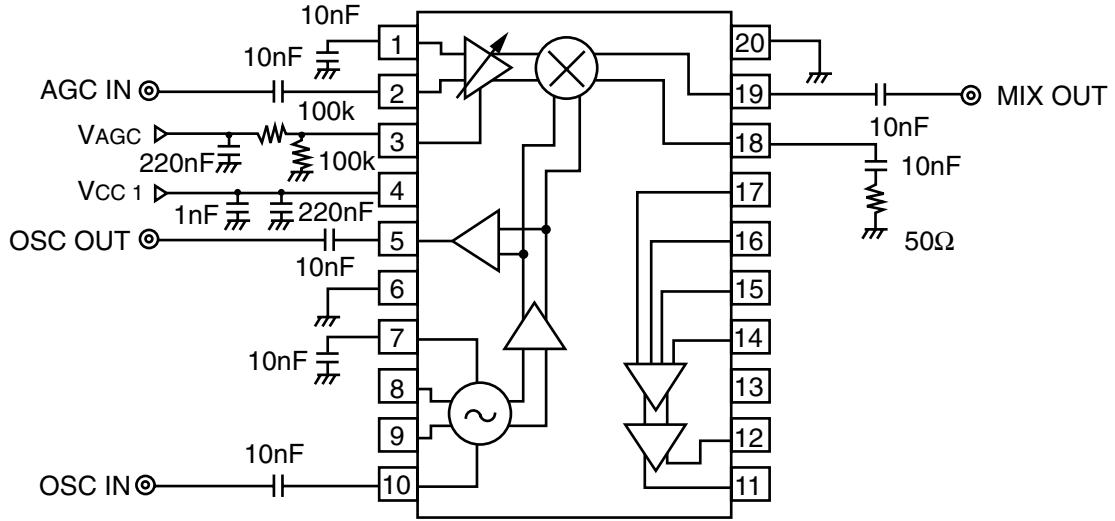 10nF
10nF
AGC IN
100k
VAGC
220nF
100k
VCC 1
1nF
220nF
OSC OUT
10nF
10nF
10nF
OSC IN
1
2
3
4
5
6
7
8
9
10
20
19
18
17
16
15
14
13
12
11
MIX OUT
10nF
10nF
50Ω